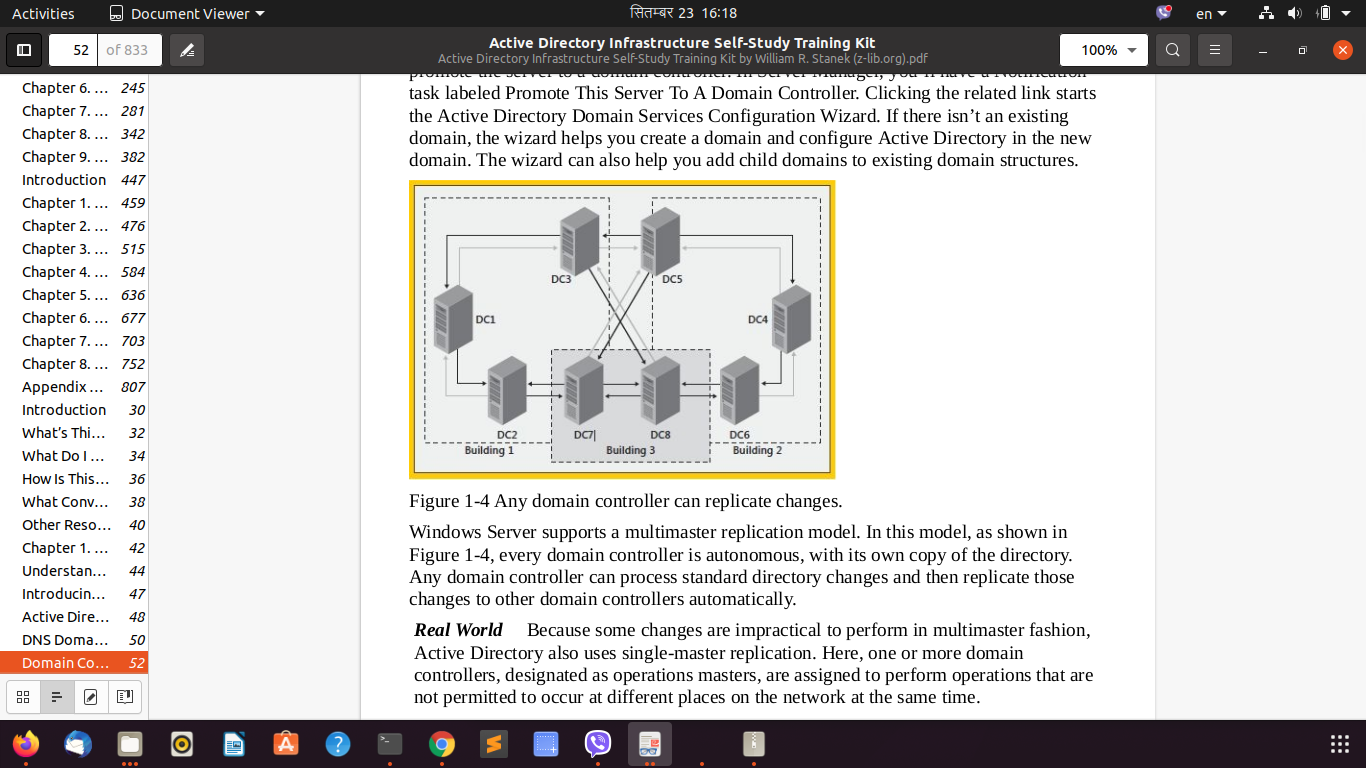 Activities
Document Viewer
सितम्बर 23 16:18
en
52
of 833
Active Directory Infrastructure Self-Study Training Kit
Active Directory Infrastructure Self-Study Training Kit by William R. Stanek (z-lib.org).pdf
100%
Chapter 6. ... 245
Chapter 7. ... 281
Chapter 8. ... 342
Chapter 9. ... 382
Introduction 447
Chapter 1. ... 459
Chapter 2. ... 476
Chapter 3. ... 515
Chapter 4. ... 584
Chapter 5. ... 636
Chapter 6. ... 677
Chapter 7. ... 703
Chapter 8. ... 752
Appendix ... 807
Introduction 30
What's Thi... 32
What Do I ... 34
How Is This... 36
What Conv... 38
Other Reso... 40
Chapter 1. ... 42
Understan... 44
Introducin... 47
Active Dire... 48
DNS Doma... 50
Domain Co... 52
promote the server to a domain controller. In Server Manager, you'll have a Notification
task labeled Promote This Server To A Domain Controller. Clicking the related link starts
the Active Directory Domain Services Configuration Wizard. If there isn't an existing
domain, the wizard helps you create a domain and configure Active Directory in the new
domain. The wizard can also help you add child domains to existing domain structures.
DC3
DC5
DC1
DC4
DC2
DC7
DC8
DC6
Building 1
Building 3
Building 2
Figure 1-4 Any domain controller can replicate changes.
Windows Server supports a multimaster replication model. In this model, as shown in
Figure 1-4, every domain controller is autonomous, with its own copy of the directory.
Any domain controller can process standard directory changes and then replicate those
changes to other domain controllers automatically.
Real World Because some changes are impractical to perform in multimaster fashion,
Active Directory also uses single-master replication. Here, one or more domain
controllers, designated as operations masters, are assigned to perform operations that are
not permitted to occur at different places on the network at the same time.